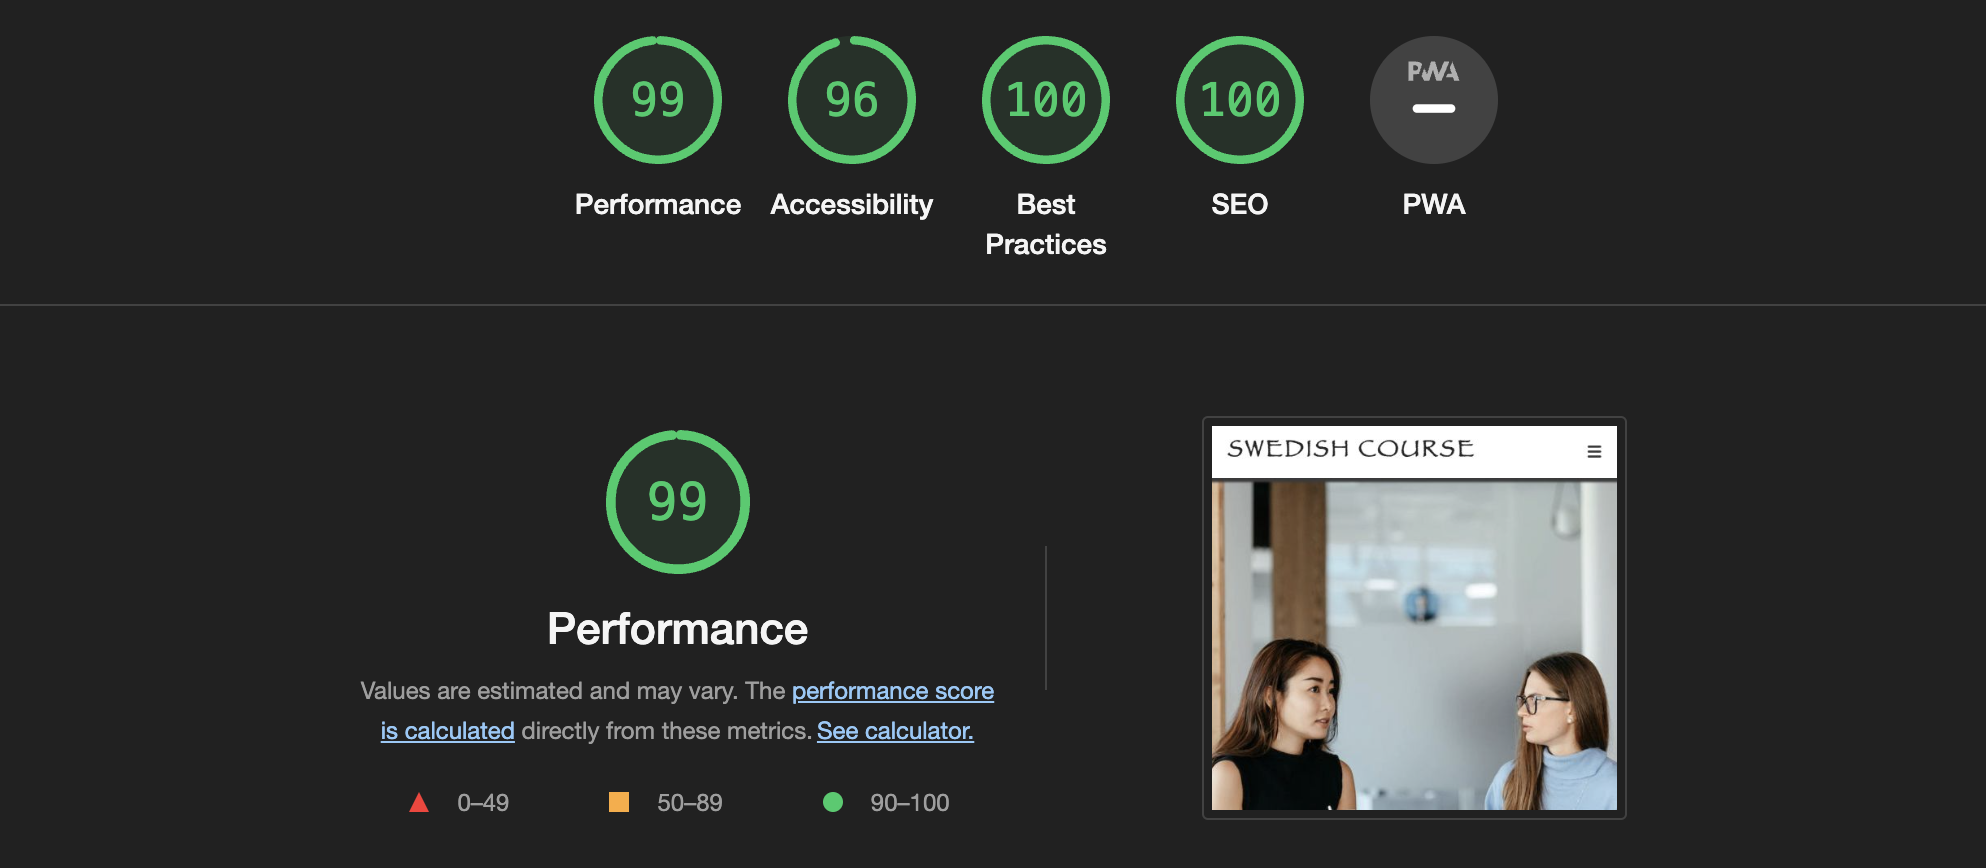 99
96
100
100
PWA
Performance
Accessibility
Best
Practices
SEO
PWA
99
Performance
Values are estimated and may vary. The performance score
is calculated directly from these metrics. See calculator.
0–49
50–89
90–100
SWEDISH COURSE